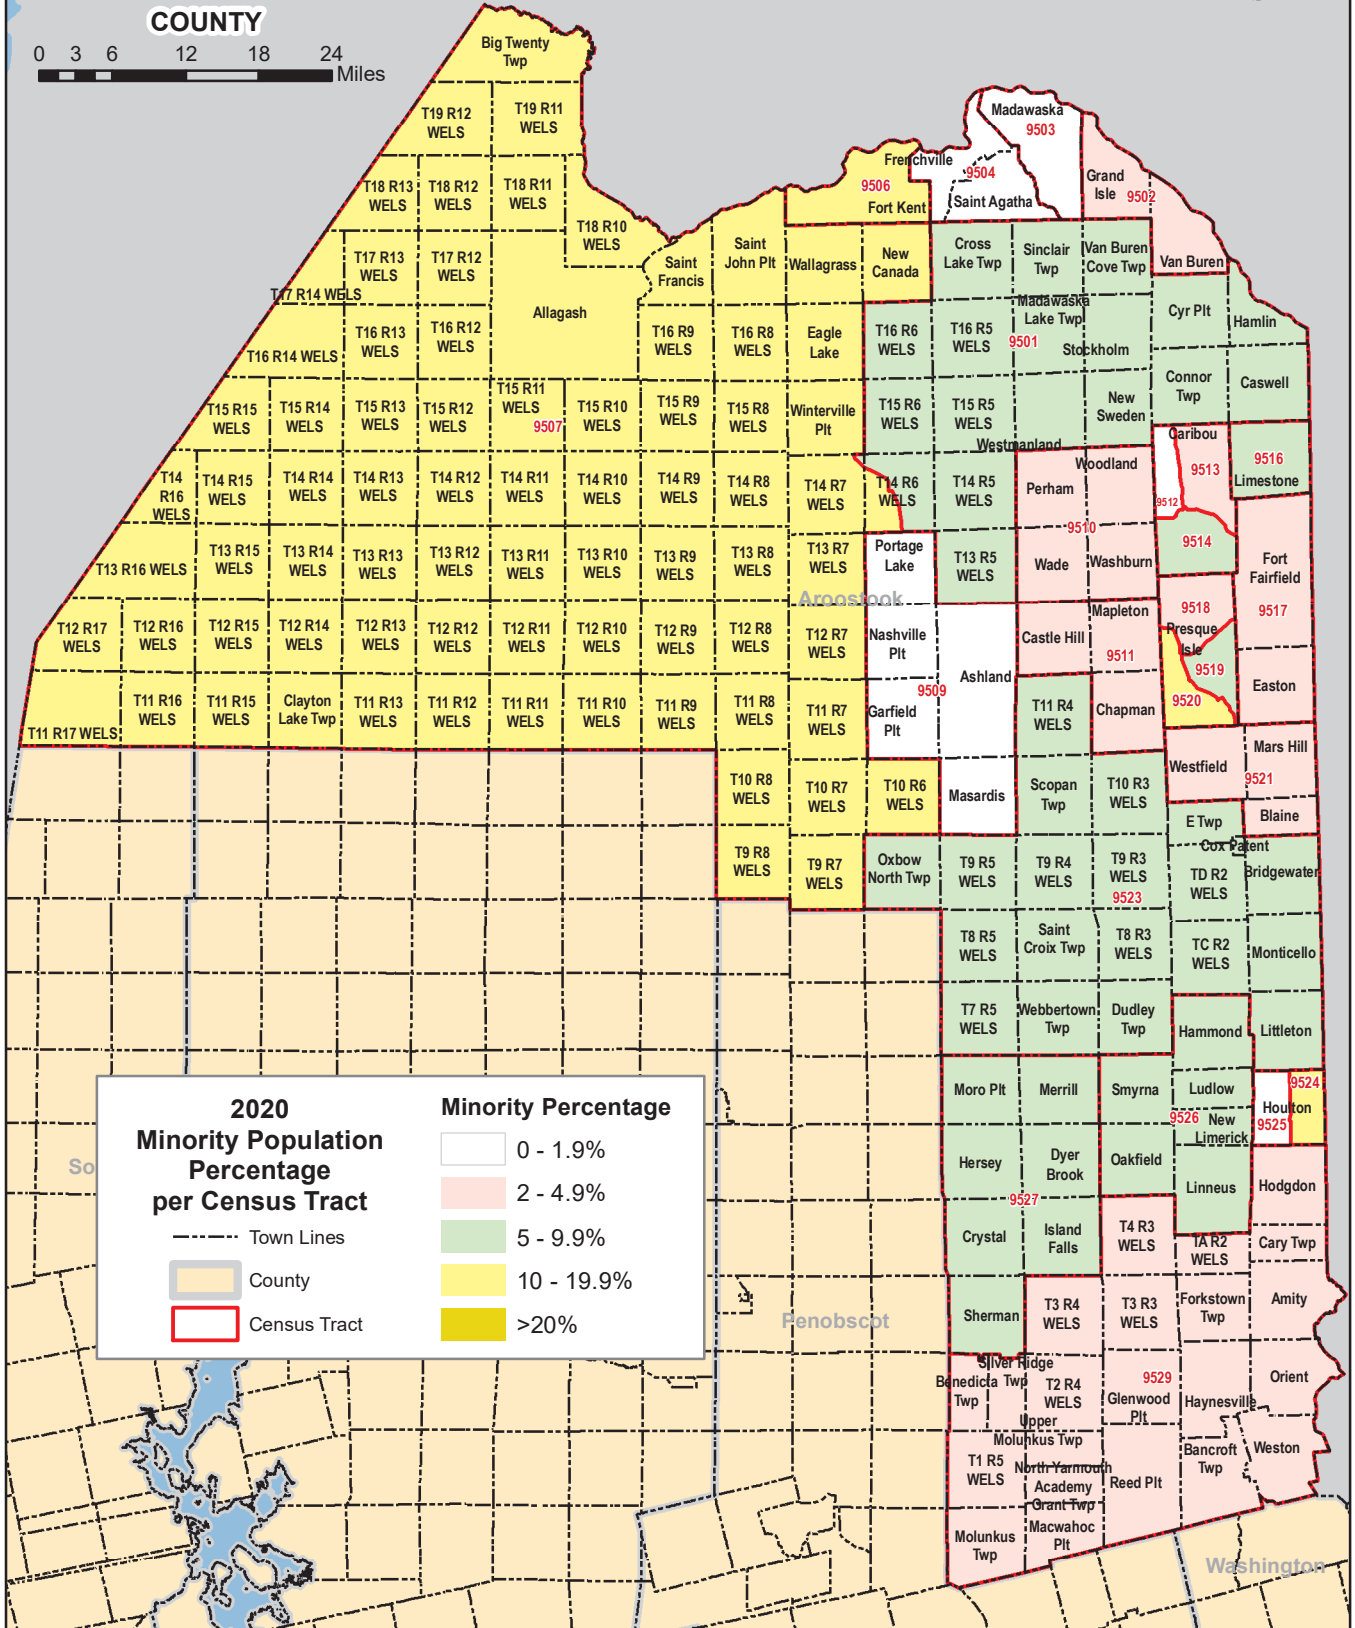 COUNTY
0 3 6 12 18 24
Miles
Big Twenty
Twp
T19 R12
WELS
T19 R11
WELS
Madawaska
9503
Frenchville
9504
9506
Fort Kent
Saint Agatha
Grand
Isle
9502
Van Buren
T18 R13
WELS
T18 R12
WELS
T18 R11
WELS
T18 R10
WELS
T17 R14 WELS
T17 R13
WELS
T17 R12
WELS
Saint
Francis
Saint
John Plt
Wallagrass
New
Canada
Cross
Lake Twp
Sinclair
Twp
Van Buren
Cove Twp
Allagash
T16 R14 WELS
T16 R13
WELS
T16 R12
WELS
T16 R9
WELS
T16 R8
WELS
Eagle
Lake
T16 R6
WELS
T16 R5
WELS
Madawaska
Lake Twp
9501
Stockholm
Cyr Plt
Hamlin
T15 R15
WELS
T15 R14
WELS
T15 R13
WELS
T15 R12
WELS
T15 R11
WELS
9507
T15 R10
WELS
T15 R9
WELS
T15 R8
WELS
Winterville
Plt
T15 R6
WELS
T15 R5
WELS
Westmanland
New
Sweden
Connor
Twp
Caswell
T14
R16
WELS
T14 R15
WELS
T14 R14
WELS
T14 R13
WELS
T14 R12
WELS
T14 R11
WELS
T14 R10
WELS
T14 R9
WELS
T14 R8
WELS
T14 R7
WELS
T14 R6
WELS
T14 R5
WELS
Perham
Woodland
9510
Caribou
9513
9512
9514
9516
Limestone
T13 R16 WELS
T13 R15
WELS
T13 R14
WELS
T13 R13
WELS
T13 R12
WELS
T13 R11
WELS
T13 R10
WELS
T13 R9
WELS
T13 R8
WELS
T13 R7
WELS
Portage
Lake
T13 R5
WELS
Wade
Washburn
Fort
Fairfield
9517
Aroostook
T12 R17
WELS
T12 R16
WELS
T12 R15
WELS
T12 R14
WELS
T12 R13
WELS
T12 R12
WELS
T12 R11
WELS
T12 R10
WELS
T12 R9
WELS
T12 R8
WELS
T12 R7
WELS
Nashville
Plt
Ashland
9509
Castle Hill
Mapleton
9511
9518
Presque
Isle
9519
9520
Easton
T11 R17 WELS
T11 R16
WELS
T11 R15
WELS
Clayton
Lake Twp
T11 R13
WELS
T11 R12
WELS
T11 R11
WELS
T11 R10
WELS
T11 R9
WELS
T11 R8
WELS
T11 R7
WELS
Garfield
Plt
T11 R4
WELS
Chapman
T10 R8
WELS
T10 R7
WELS
T10 R6
WELS
Masardis
Scopan
Twp
T10 R3
WELS
Westfield
Mars Hill
9521
Blaine
E Twp
Cox Patent
T9 R8
WELS
T9 R7
WELS
Oxbow
North Twp
T9 R5
WELS
T9 R4
WELS
T9 R3
WELS
9523
TD R2
WELS
Bridgewater
T8 R5
WELS
Saint
Croix Twp
T8 R3
WELS
TC R2
WELS
Monticello
T7 R5
WELS
Webbertown
Twp
Dudley
Twp
Hammond
Littleton
Moro Plt
Merrill
Smyrna
Ludlow
9526
New
Limerick
9524
Houlton
9525
Hersey
Dyer
Brook
Oakfield
9527
Linneus
Hodgdon
Crystal
Island
Falls
T4 R3
WELS
TA R2
WELS
Cary Twp
Sherman
T3 R4
WELS
T3 R3
WELS
Forkstown
Twp
Amity
Silver Ridge
Twp
Benedicta
Twp
T2 R4
WELS
9529
Glenwood
Plt
Haynesville
Orient
Upper
Molunkus Twp
T1 R5
WELS
North Yarmouth
Academy
Grant Twp
Reed Plt
Bancroft
Twp
Weston
Molunkus
Twp
Macwahoc
Plt
So
Penobscot
Washington
2020
Minority Population
Percentage
per Census Tract
Town Lines
County
Census Tract
Minority Percentage
0 - 1.9%
2 - 4.9%
5 - 9.9%
10 - 19.9%
>20%